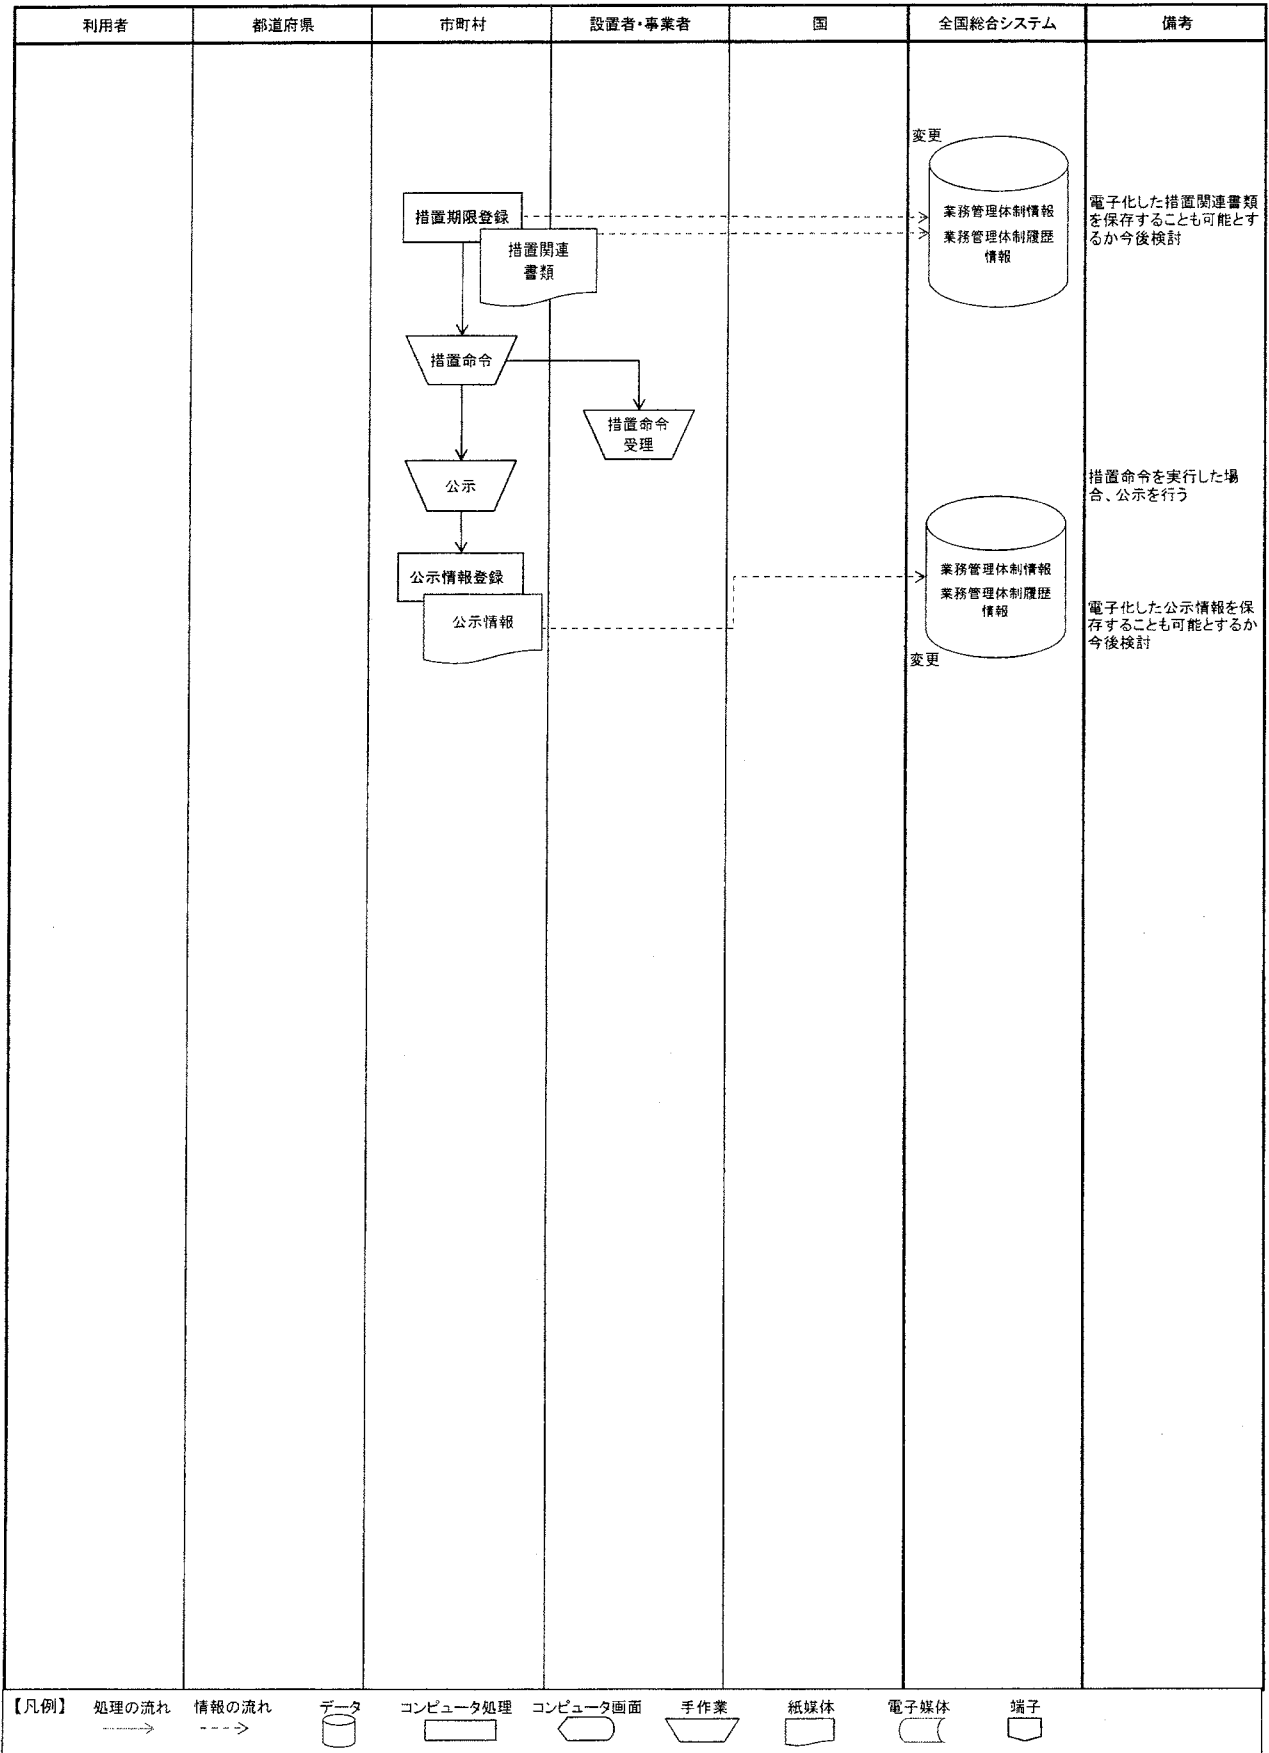 利用者
都道府県
市町村
設置者・事業者
国
全国総合システム
備考
変更
措置期限登録
措置関連
書類
業務管理体制情報
業務管理体制履歴
情報
電子化した措置関連書類
を保存することも可能とす
るか今後検討
措置命令
措置命令
受理
公示
措置命令を実行した場
合、公示を行う
公示情報登録
公示情報
業務管理体制情報
業務管理体制履歴
情報
変更
電子化した公示情報を保
存することも可能とするか
今後検討
【凡例】
処理の流れ
情報の流れ
データ
コンピュータ処理
コンピュータ画面
手作業
紙媒体
電子媒体
端子